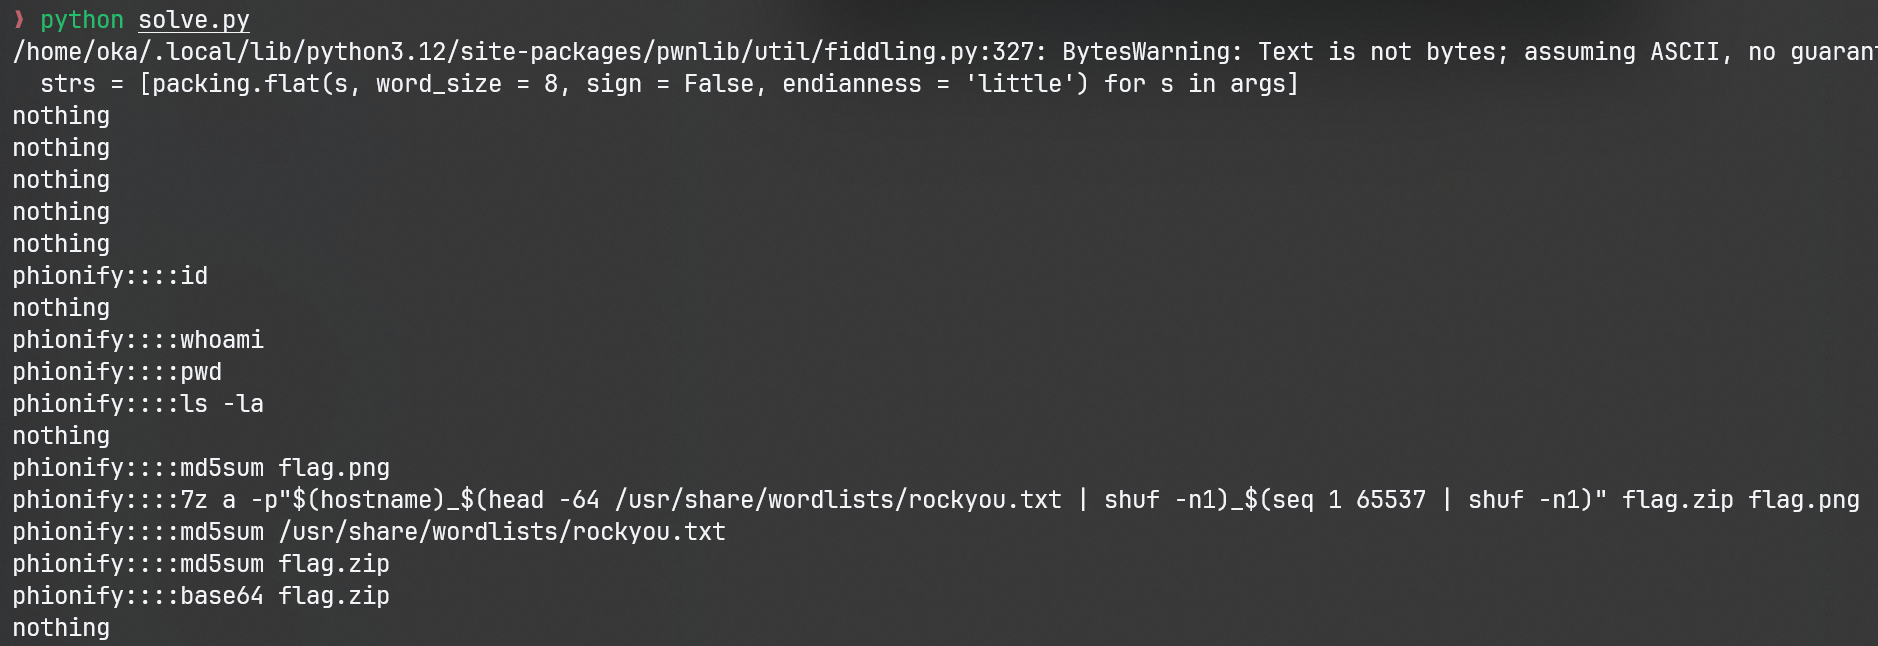 ❯ python solve.py
/home/oka/.local/lib/python3.12/site-packages/pwnlib/util/fiddling.py:327: BytesWarning: Text is not bytes; assuming ASCII, no guaran
  strs = [packing.flat(s, word_size = 8, sign = False, endianness = 'little') for s in args]
nothing
nothing
nothing
nothing
nothing
phionify::::id
nothing
phionify::::whoami
phionify::::pwd
phionify::::ls -la
nothing
phionify::::md5sum flag.png
phionify::::7z a -p"$(hostname)_$(head -64 /usr/share/wordlists/rockyou.txt | shuf -n1)_$(seq 1 65537 | shuf -n1)" flag.zip flag.png
phionify::::md5sum /usr/share/wordlists/rockyou.txt
phionify::::md5sum flag.zip
phionify::::base64 flag.zip
nothing